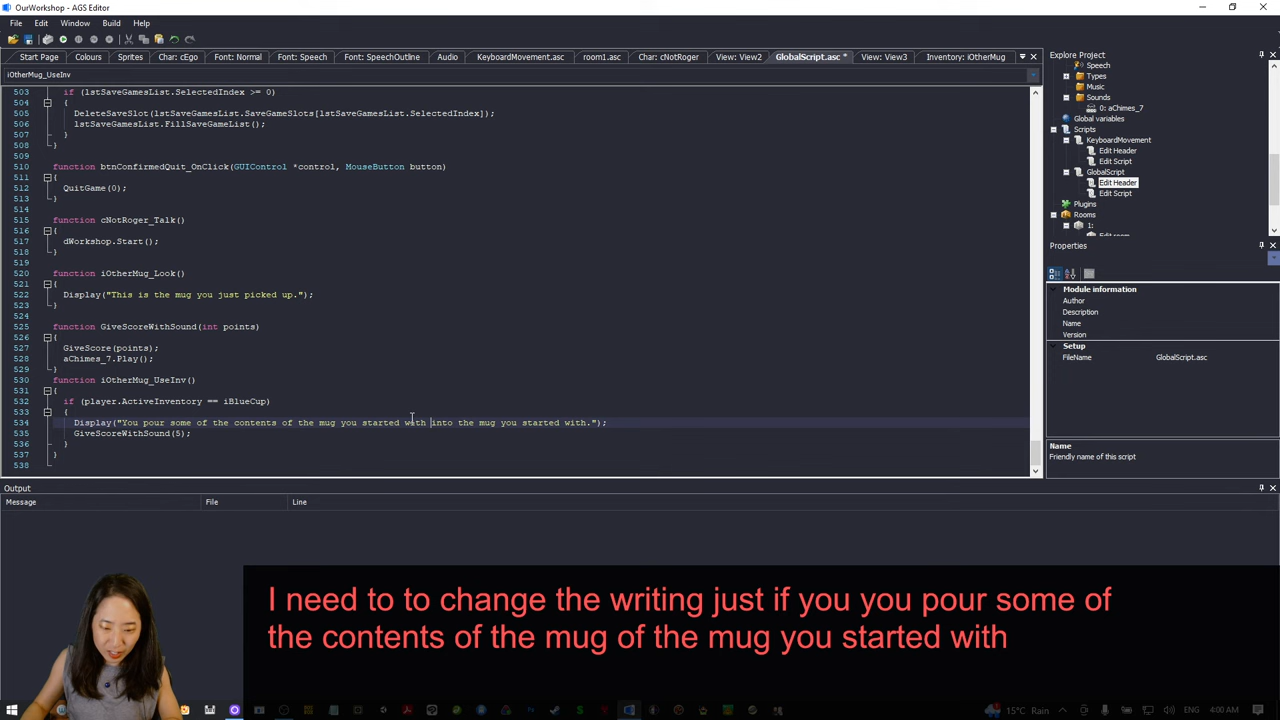 OurWorkshop - AGS Editor
File Edit Window Build Help
Start Page Colours Sprites Char: cEgo Font: Normal Font: Speech Font: SpeechOutline Audio KeyboardMovement.asc room1.asc Char: cNotRoger View: View2 GlobalScript.asc * View: View3 Inventory: iOtherMug
iOtherMug_UseInv
503 if (lstSaveGamesList.SelectedIndex >= 0)
504 {
505 DeleteSaveSlot(lstSaveGamesList.SaveGameSlots[lstSaveGamesList.SelectedIndex]);
506 lstSaveGamesList.FillSaveGameList();
507 }
508 }
509
510 function btnConfirmedQuit_OnClick(GUIControl *control, MouseButton button)
511 {
512 QuitGame(0);
513 }
514
515 function cNotRoger_Talk()
516 {
517 dWorkshop.Start();
518 }
519
520 function iOtherMug_Look()
521 {
522 Display("This is the mug you just picked up.");
523 }
524
525 function GiveScoreWithSound(int points)
526 {
527 GiveScore(points);
528 aChimes_7.Play();
529 }
530 function iOtherMug_UseInv()
531 {
532 if (player.ActiveInventory == iBlueCup)
533 {
534 Display("You pour some of the contents of the mug you started with into the mug you started with.");
535 GiveScoreWithSound(5);
536 }
537 }
538
Explore Project
Speech
Types
Music
Sounds
0: aChimes_7
Global variables
Scripts
KeyboardMovement
Edit Header
Edit Script
GlobalScript
Edit Header
Edit Script
Plugins
Rooms
1:
Edit room
Properties
Module information
Author
Description
Name
Version
Setup
FileName GlobalScript.asc
Name
Friendly name of this script
Output
Message File Line
I need to to change the writing just if you you pour some of
the contents of the mug of the mug you started with
15°C Rain ENG 4:00 AM